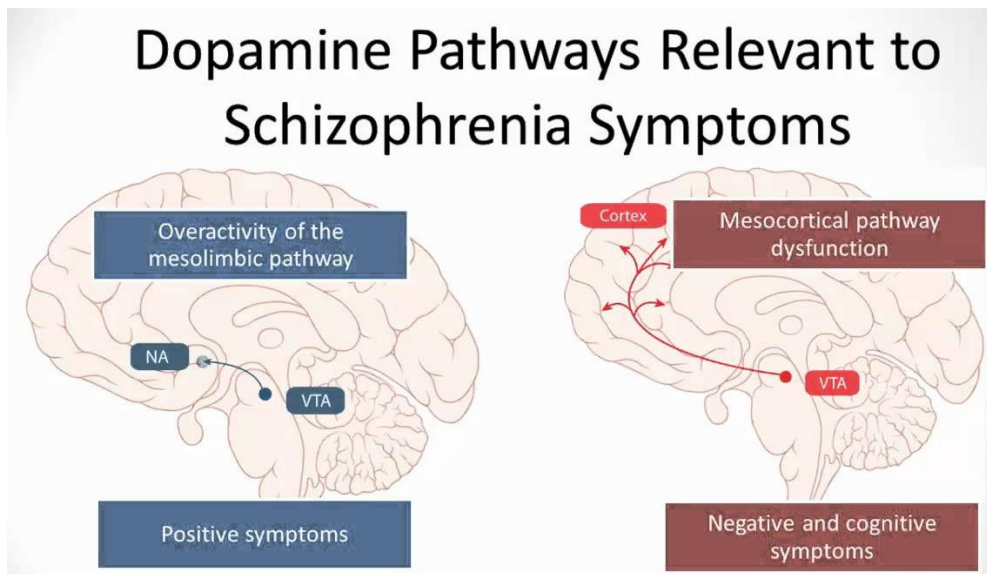 Dopamine Pathways Relevant to
Schizophrenia Symptoms
Overactivity of the
mesolimbic pathway
NA
VTA
Positive symptoms
Cortex
Mesocortical pathway
dysfunction
VTA
Negative and cognitive
symptoms